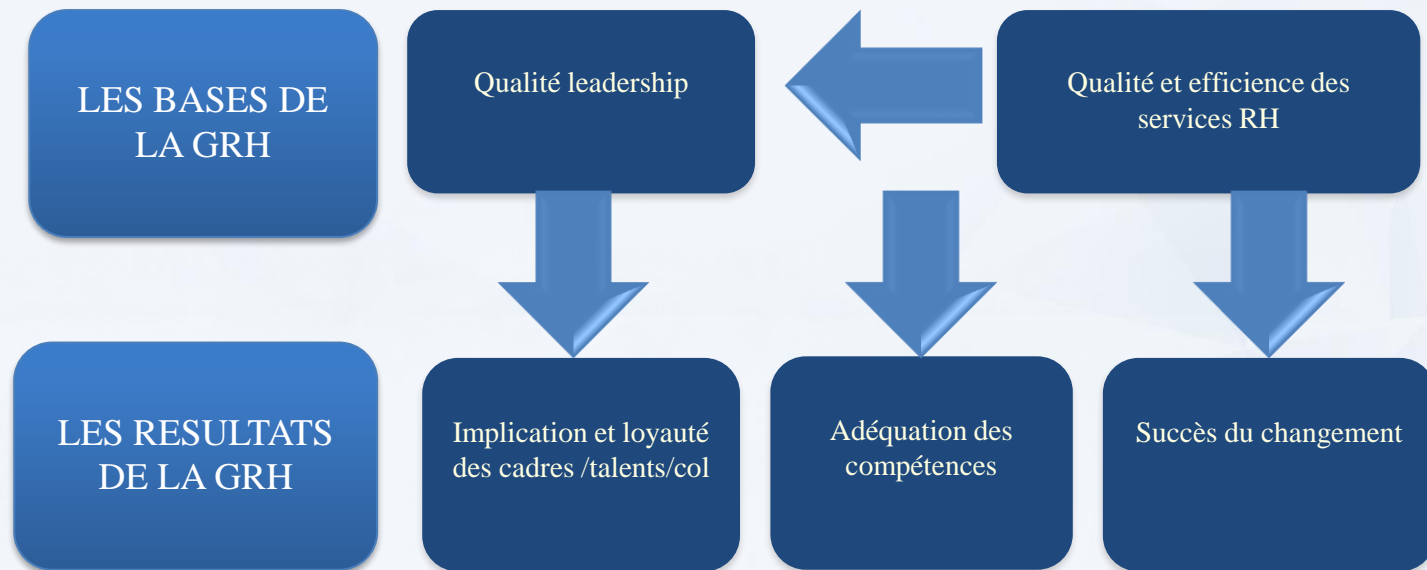 LES BASES DE
LA GRH
Qualité leadership
Qualité et efficience des
services RH
LES RESULTATS
DE LA GRH
Implication et loyauté
des cadres /talents/col
Adéquation des
compétences
Succès du changement